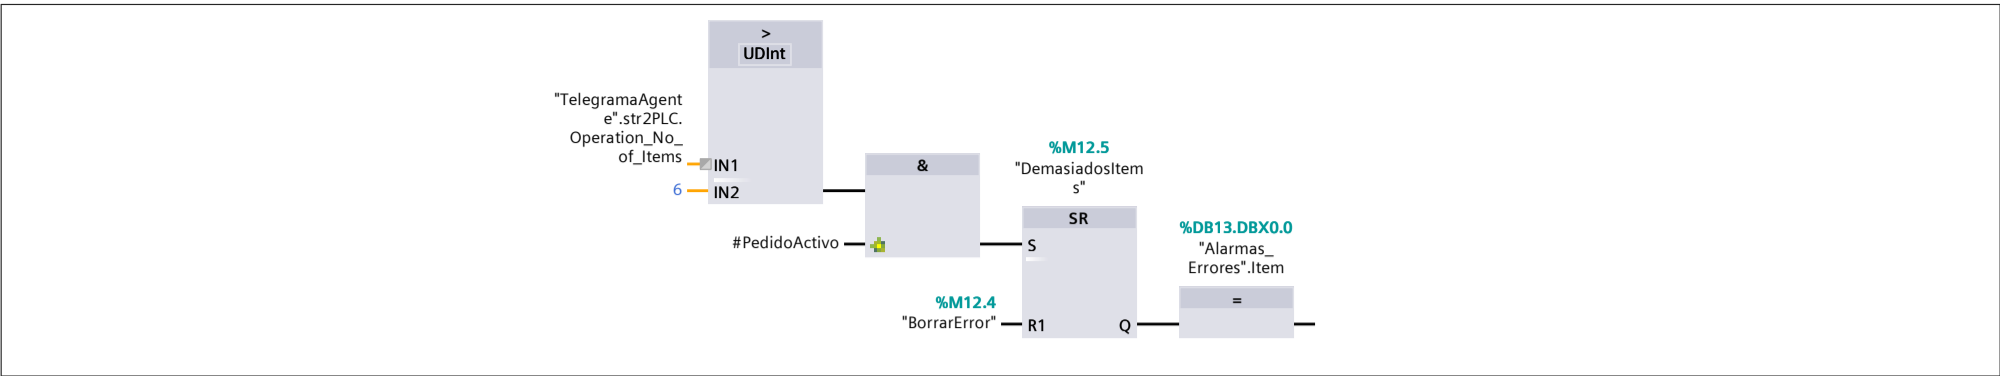 >
UDInt
"TelegramaAgent
e".str2PLC.
Operation_No_
of_Items
IN1
6
IN2
&
#PedidoActivo
%M12.5
"DemasiadosItem
s"
SR
S
%M12.4
"BorrarError"
R1
Q
%DB13.DBX0.0
"Alarmas_
Errores".Item
=